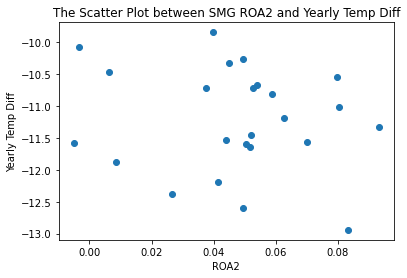 The Scatter Plot between SMG ROA2 and Yearly Temp Diff
−10.0
−10.5
−11.0
−11.5
−12.0
−12.5
−13.0
Yearly Temp Diff
0.00 0.02 0.04 0.06 0.08
ROA2